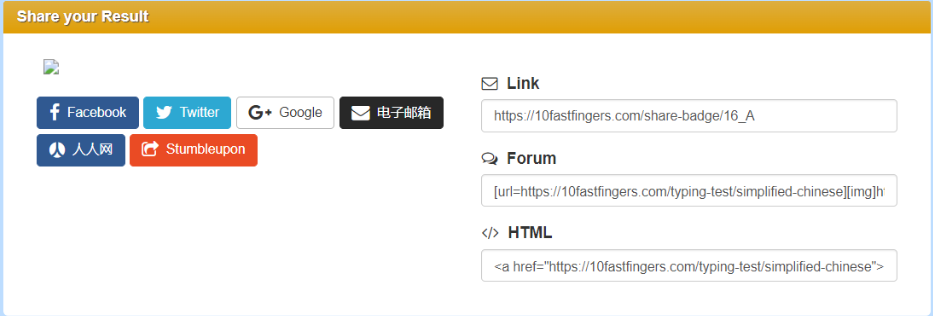 Share your Result
Facebook
Twitter
Google
电子邮箱
人人网
Stumbleupon
Link
https://10fastfingers.com/share-badge/16_A
Forum
[url=https://10fastfingers.com/typing-test/simplified-chinese][img]h
HTML
<a href="https://10fastfingers.com/typing-test/simplified-chinese">